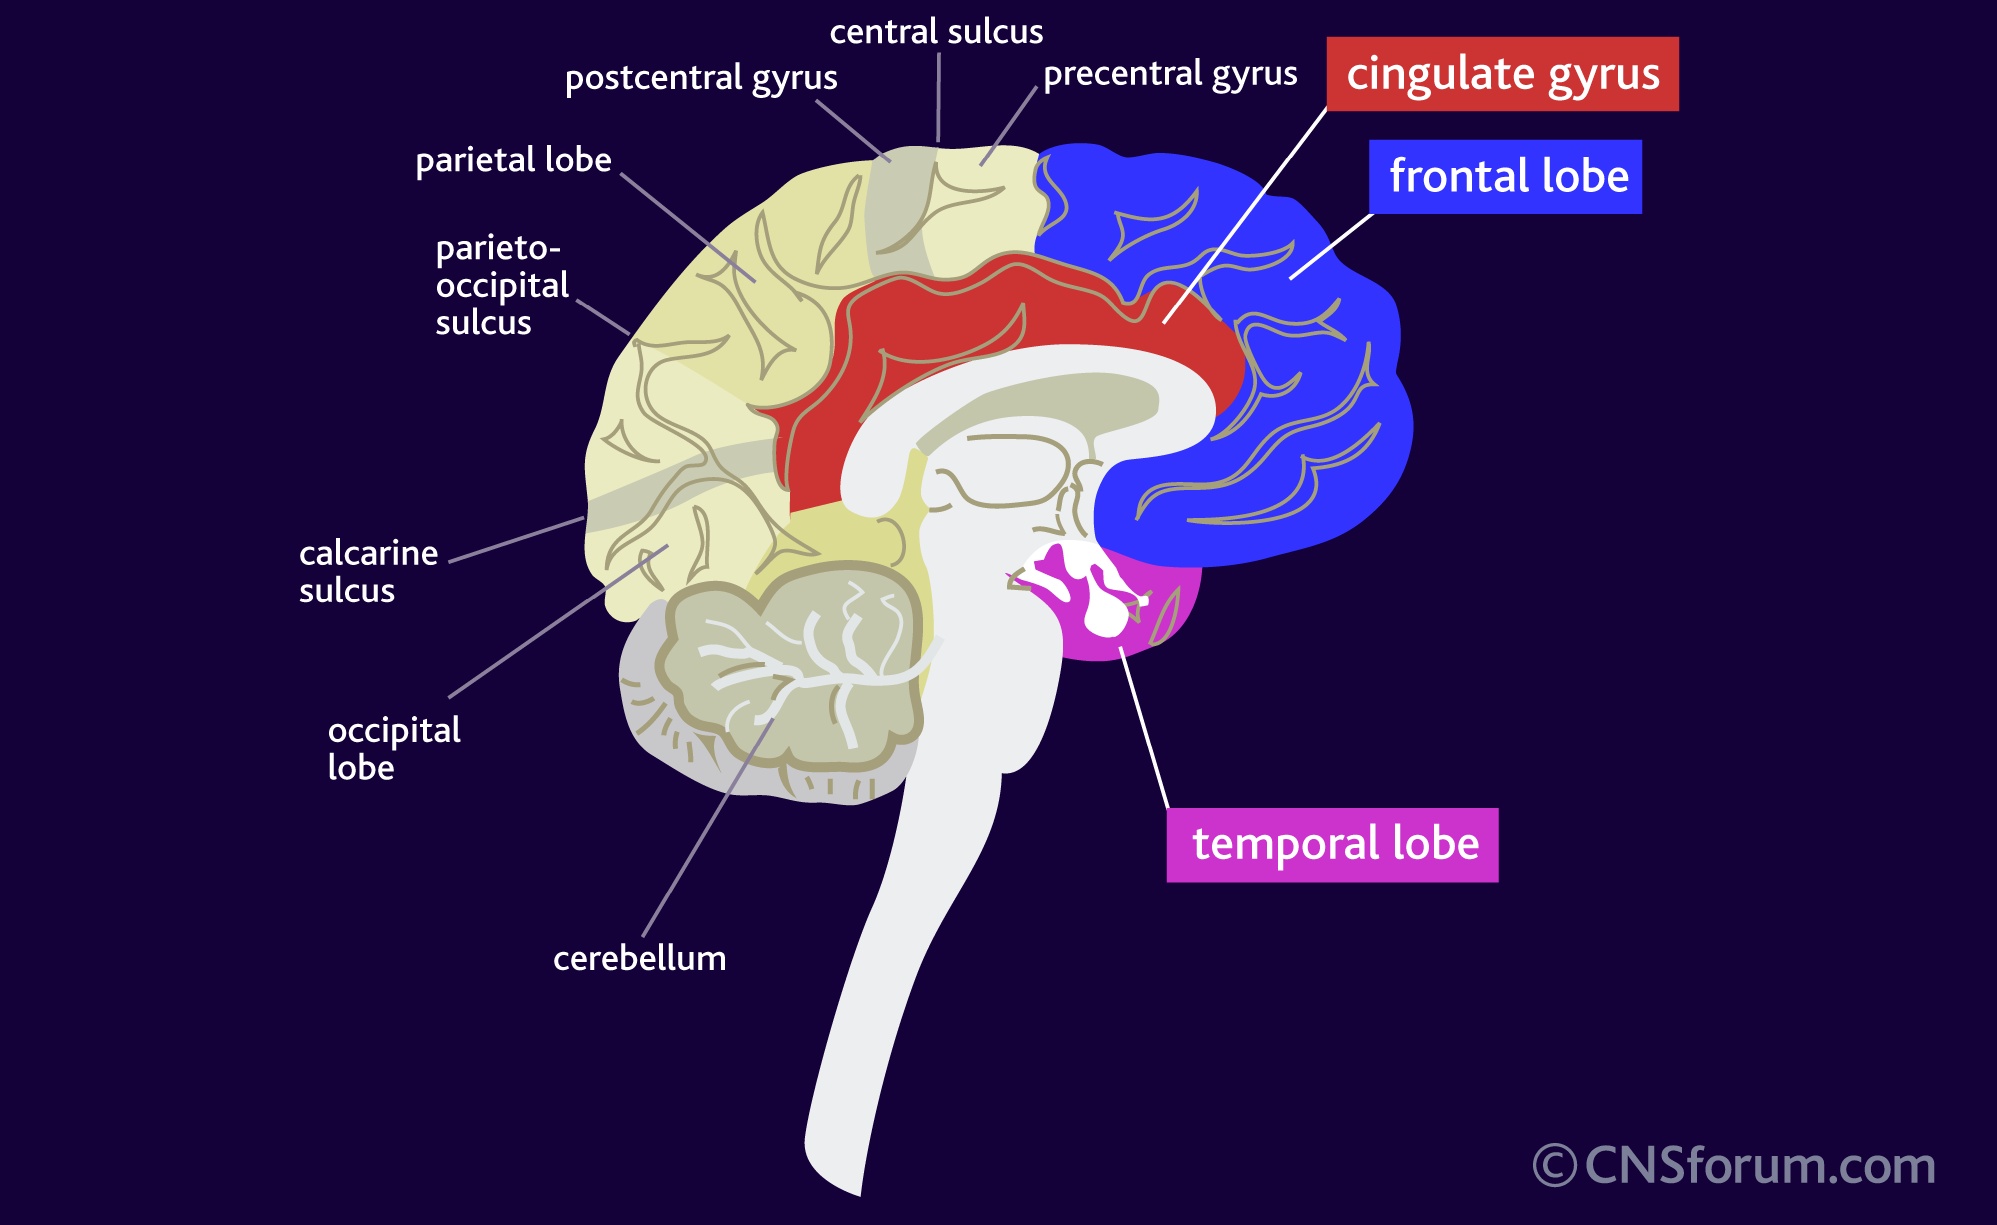 central sulcus
postcentral gyrus
precentral gyrus
cingulate gyrus
parietal lobe
frontal lobe
parieto-
occipital
sulcus
calcarine
sulcus
occipital
lobe
temporal lobe
cerebellum
©CNSforum.com